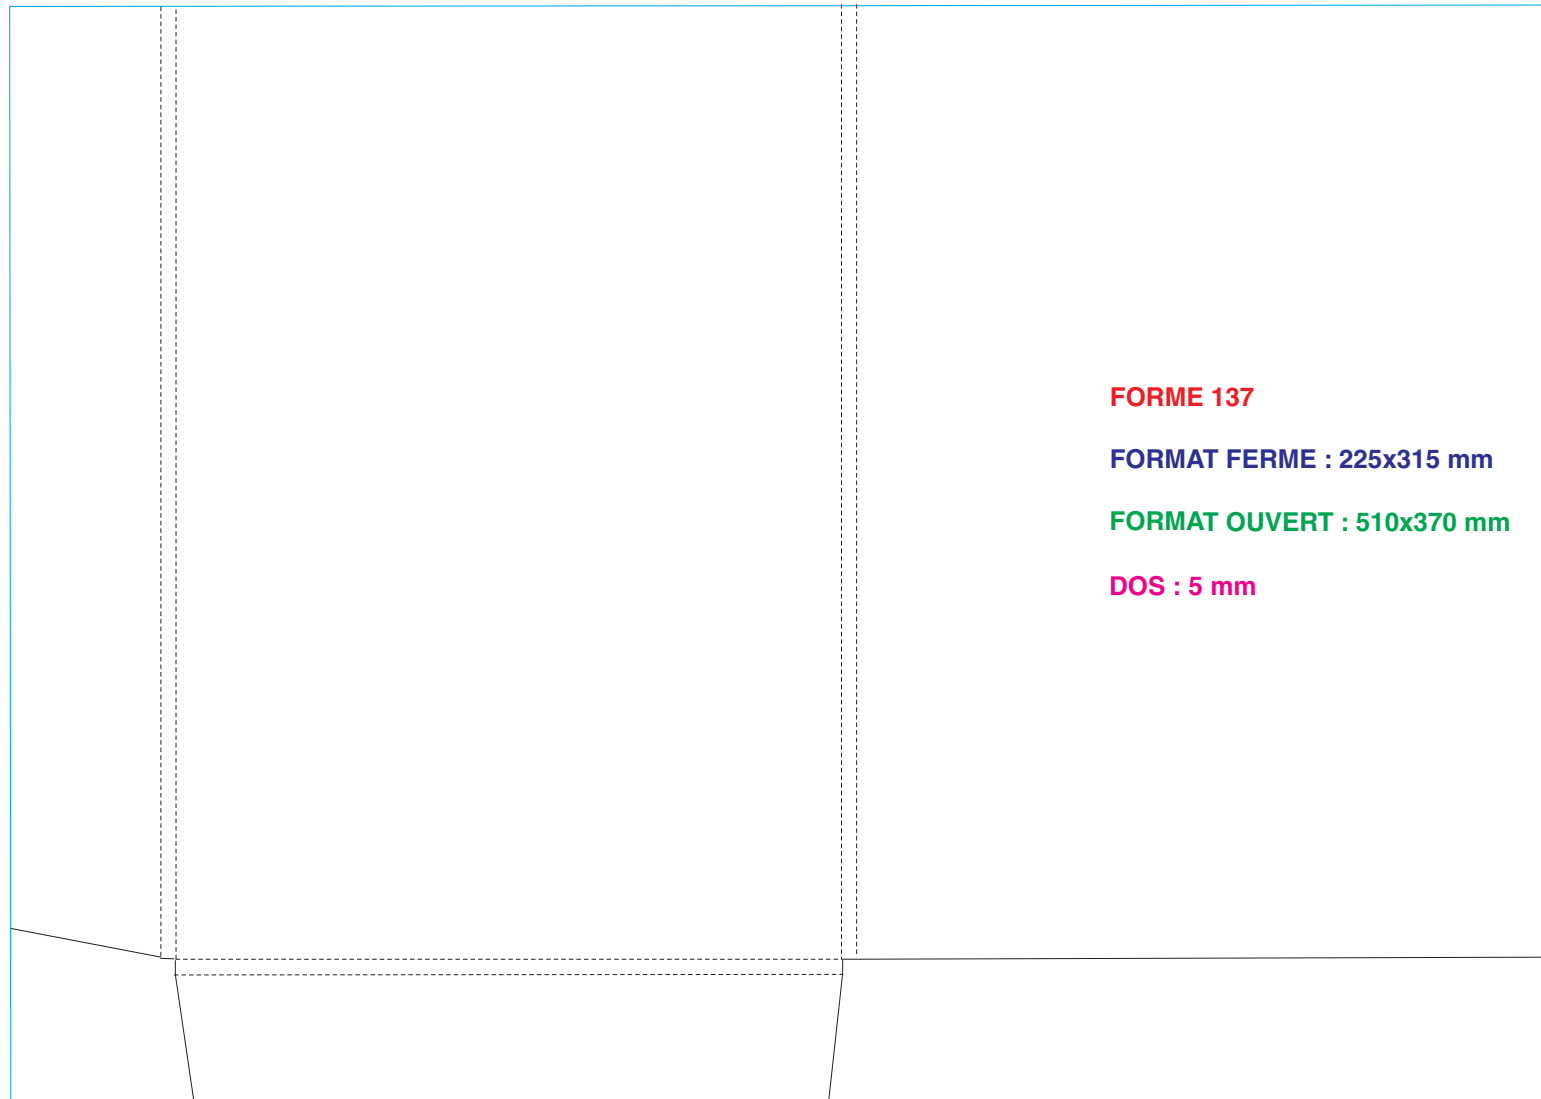 FORME 137
FORMAT FERME : 225x315 mm
FORMAT OUVERT : 510x370 mm
DOS : 5 mm